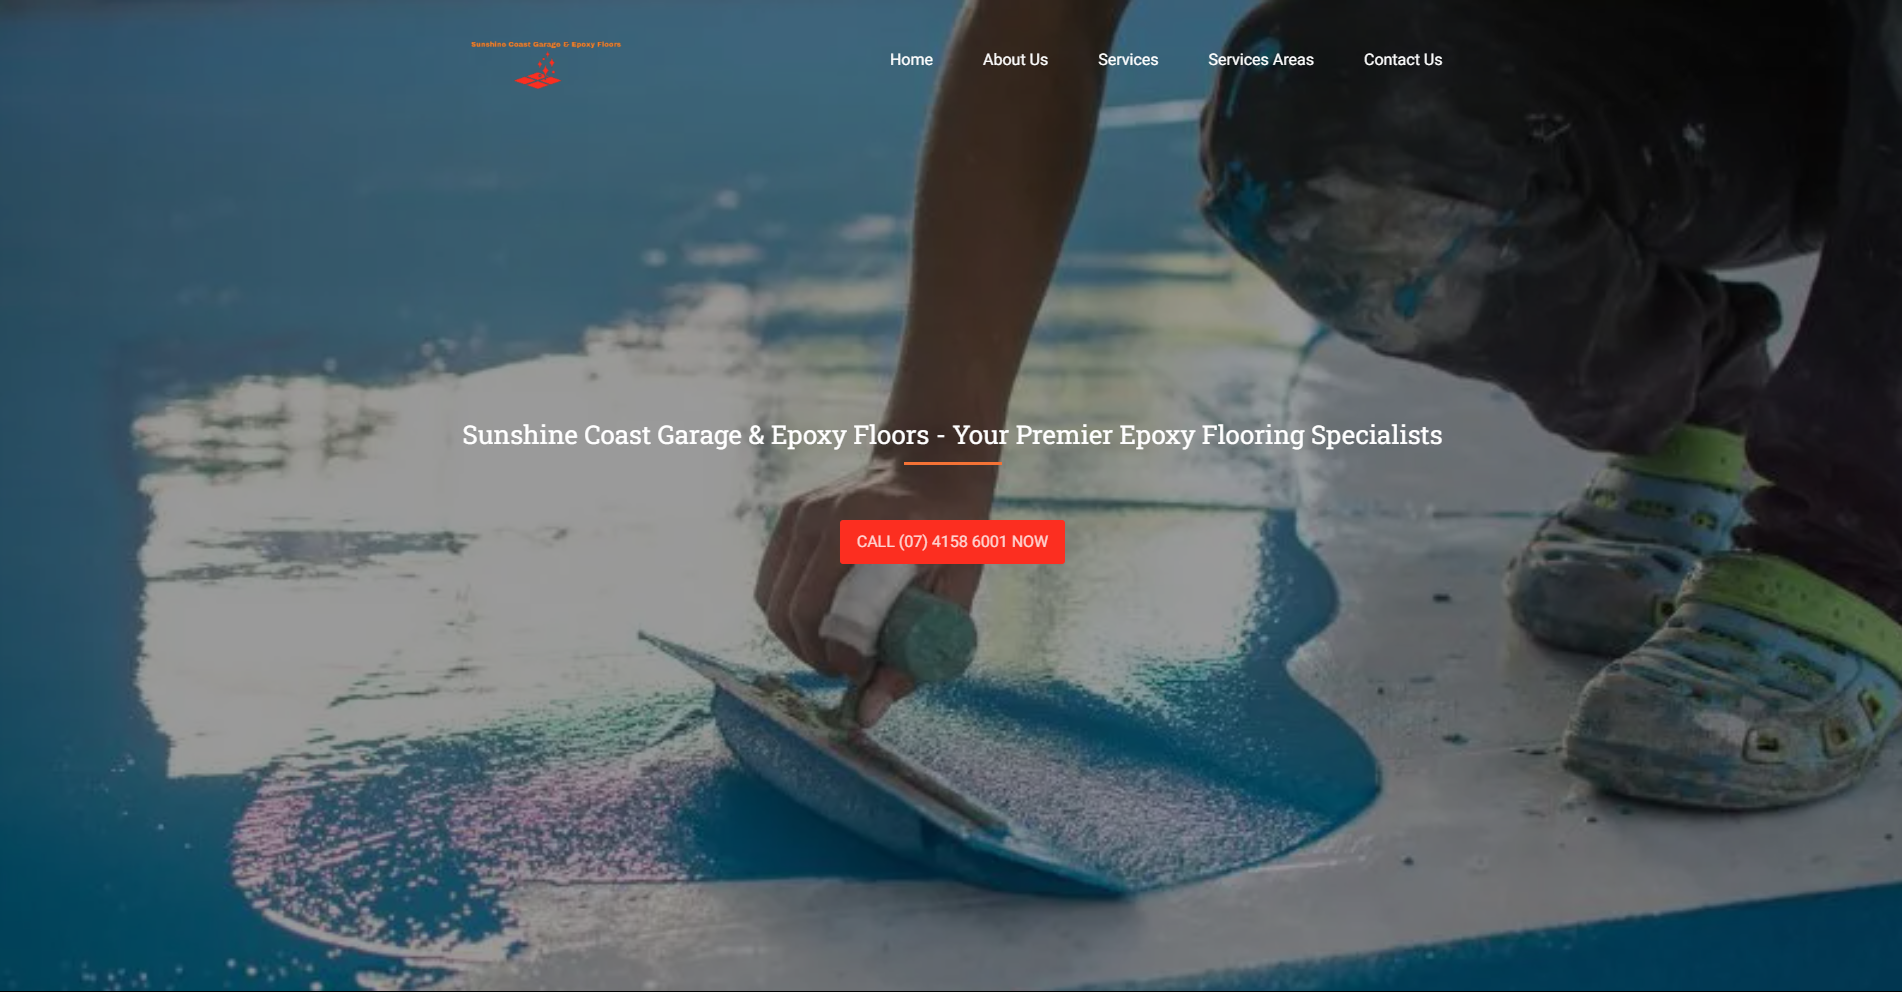 Sunshine Coast Garage & Epoxy Floors
Home
About Us
Services
Services Areas
Contact Us
Sunshine Coast Garage & Epoxy Floors - Your Premier Epoxy Flooring Specialists
CALL (07) 4158 6001 NOW